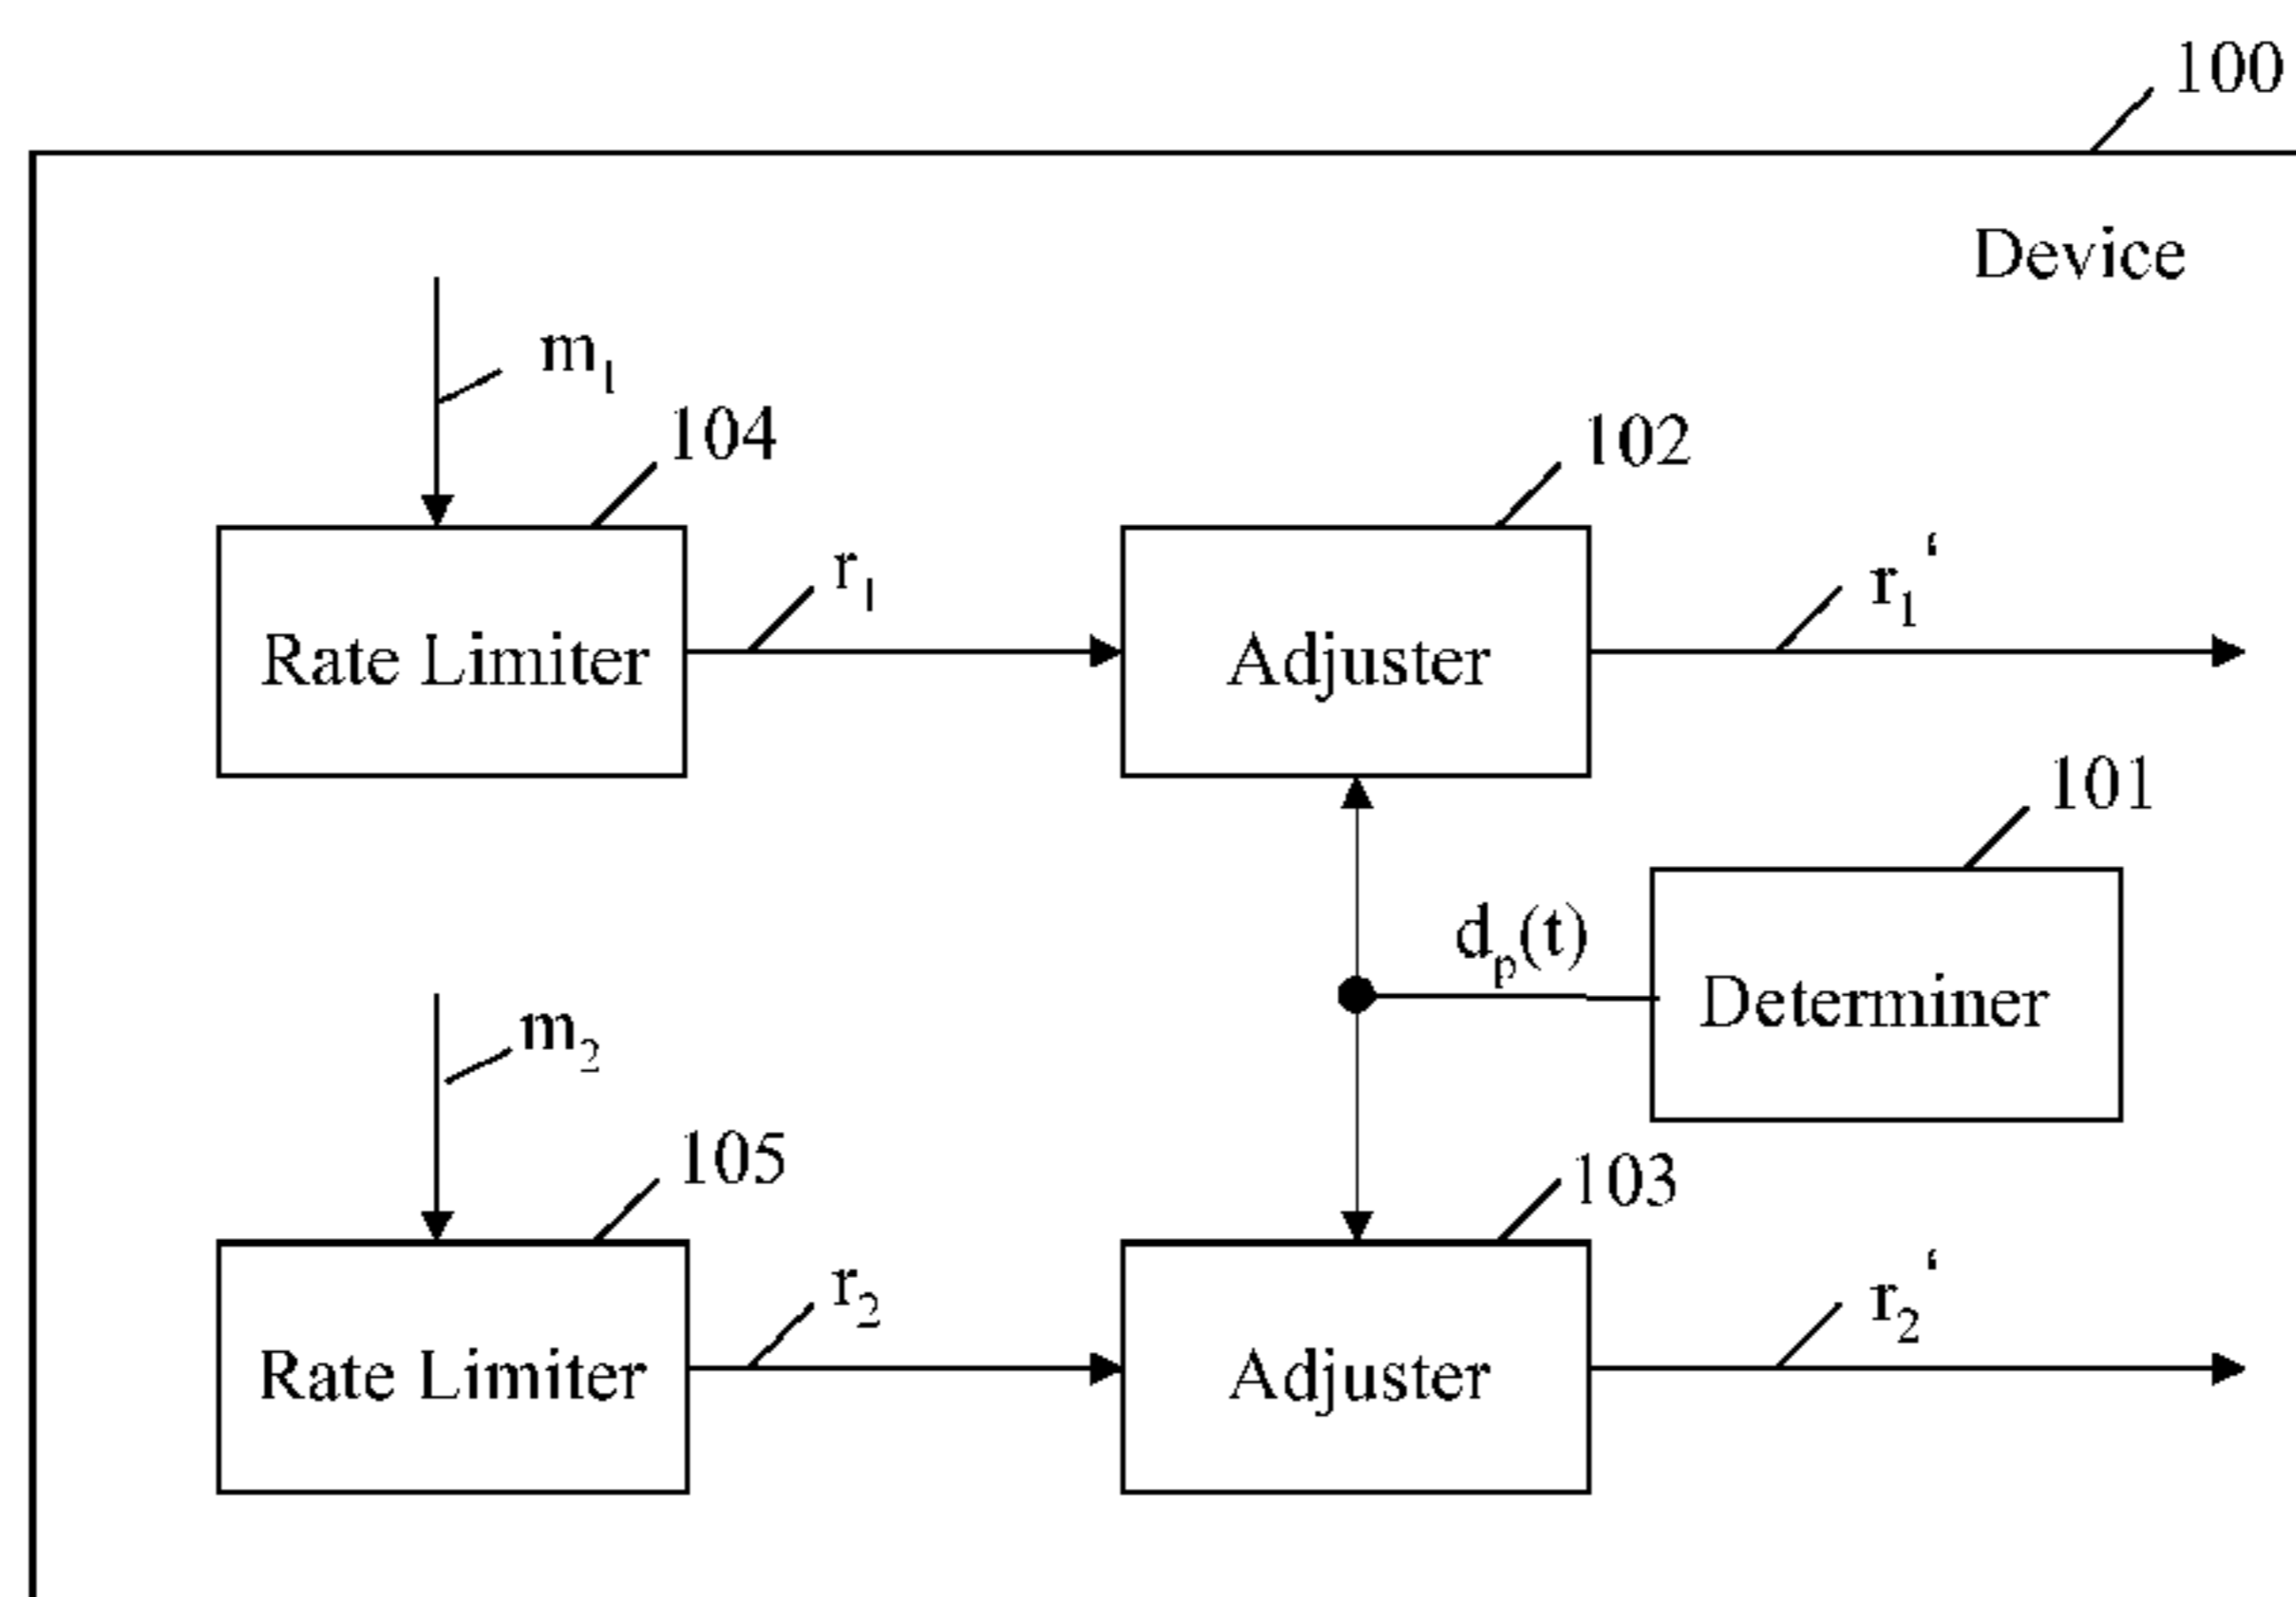 100
Device
m1
104
102
r1
r1‘
Rate Limiter
Adjuster
101
dp(t)
Determiner
m2
105
103
r2
r2‘
Rate Limiter
Adjuster